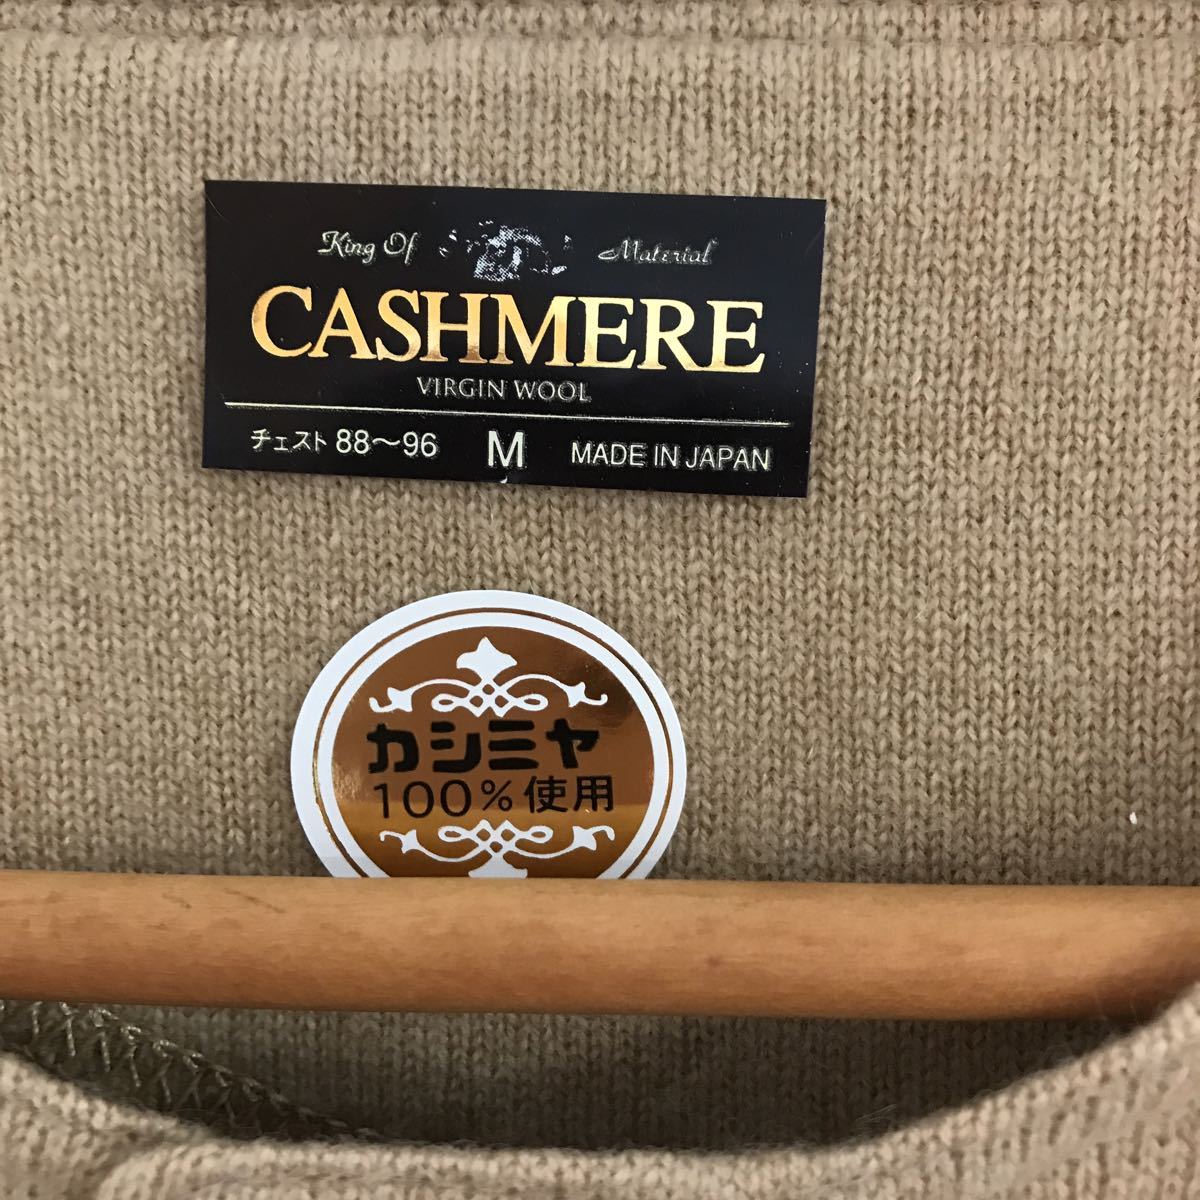 King Of Material
CASHMERE
VIRGIN WOOL
チェスト 88～96 M MADE IN JAPAN
カシミヤ
100%使用